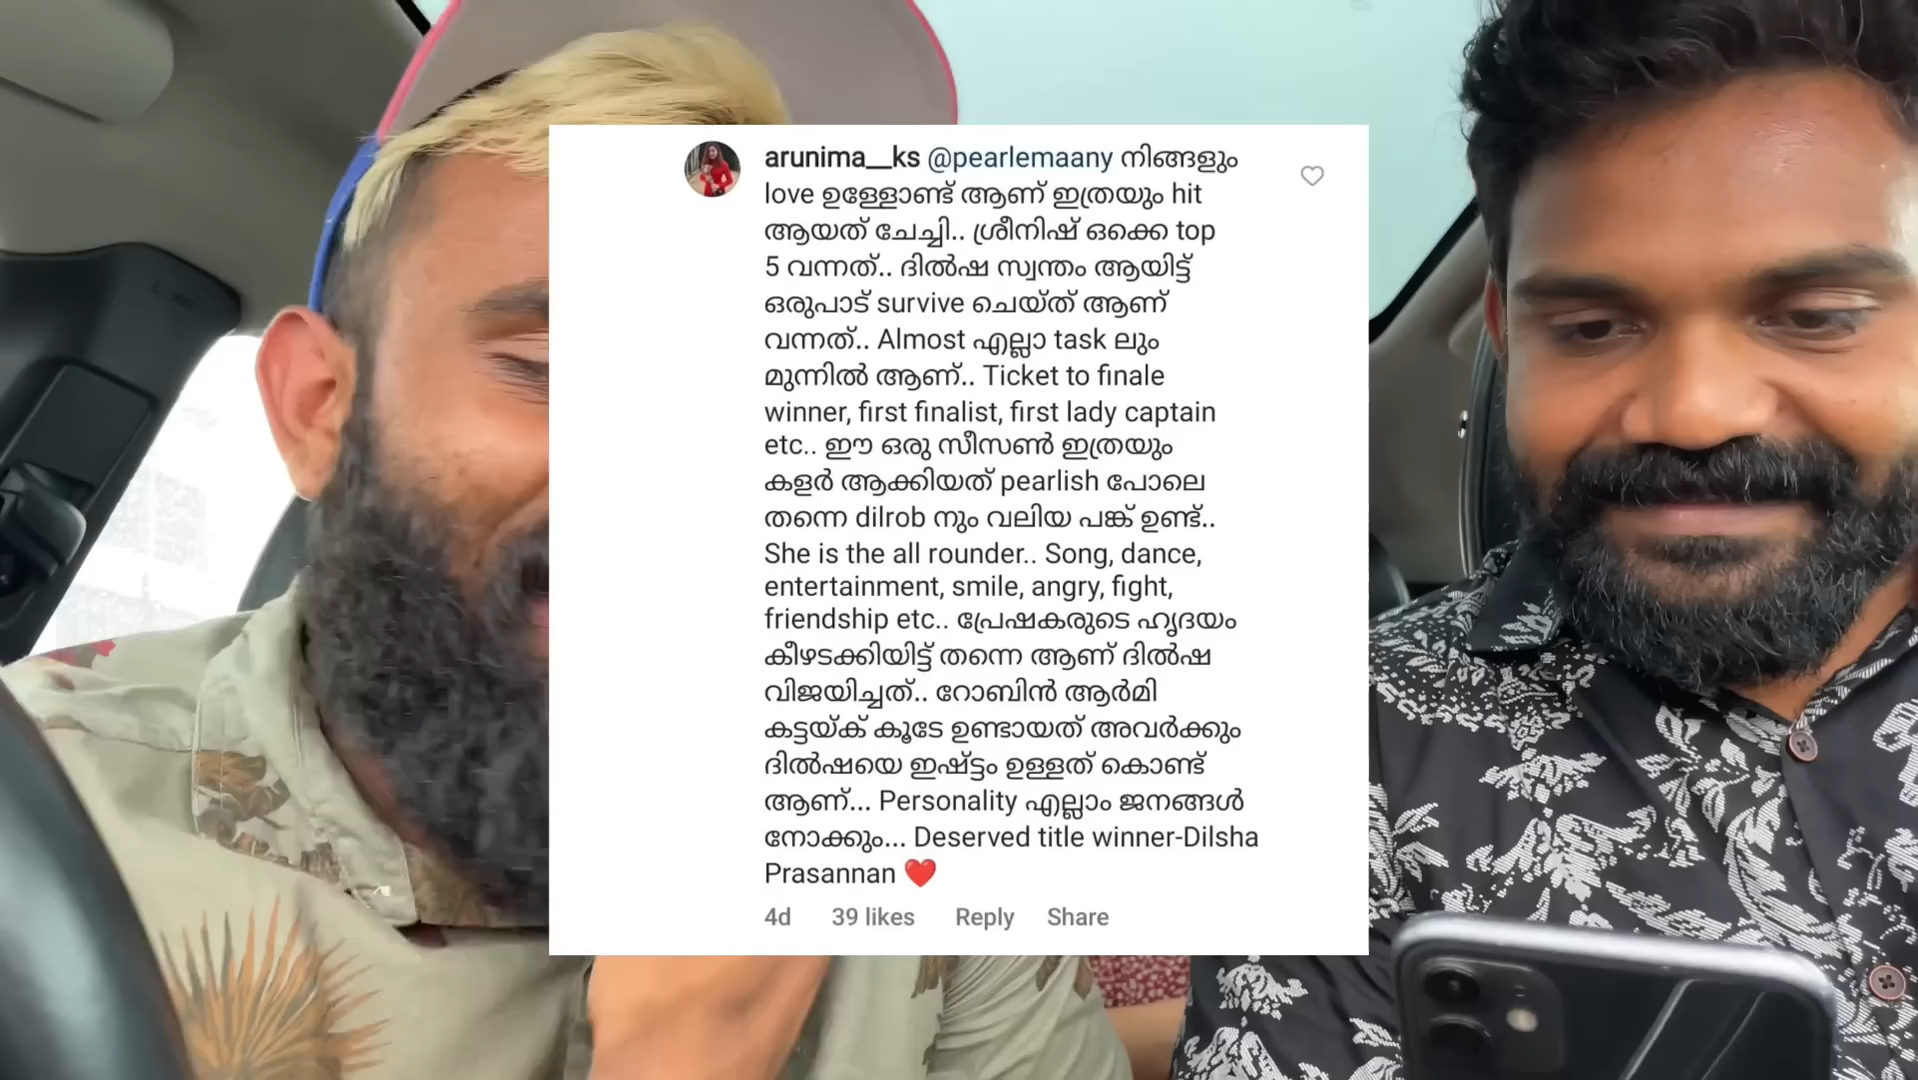 arunima__ks @pearlemaany നിങ്ങളും
love ഉള്ളോണ്ട് ആണ് ഇത്രയും hit
ആയത് ചേച്ചി.. ശ്രീനിഷ് ഒക്കെ top
5 വന്നത്.. ദിൽഷ സ്വന്തം ആയിട്ട്
ഒരുപാട് survive ചെയ്ത് ആണ്
വന്നത്.. Almost എല്ലാ task ലും
മുന്നിൽ ആണ്.. Ticket to finale
winner, first finalist, first lady captain
etc.. ഈ ഒരു സീസൺ ഇത്രയും
കളർ ആക്കിയത് pearlish പോലെ
തന്നെ dilrob നും വലിയ പങ്ക് ഉണ്ട്..
She is the all rounder.. Song, dance,
entertainment, smile, angry, fight,
friendship etc.. പ്രേഷകരുടെ ഹൃദയം
കീഴടക്കിയിട്ട് തന്നെ ആണ് ദിൽഷ
വിജയിച്ചത്.. റോബിൻ ആർമി
കട്ടയ്ക് കൂടേ ഉണ്ടായത് അവർക്കും
ദിൽഷയെ ഇഷ്ട്ടം ഉള്ളത് കൊണ്ട്
ആണ്... Personality എല്ലാം ജനങ്ങൾ
നോക്കും... Deserved title winner-Dilsha
Prasannan ❤️
4d 39 likes Reply Share